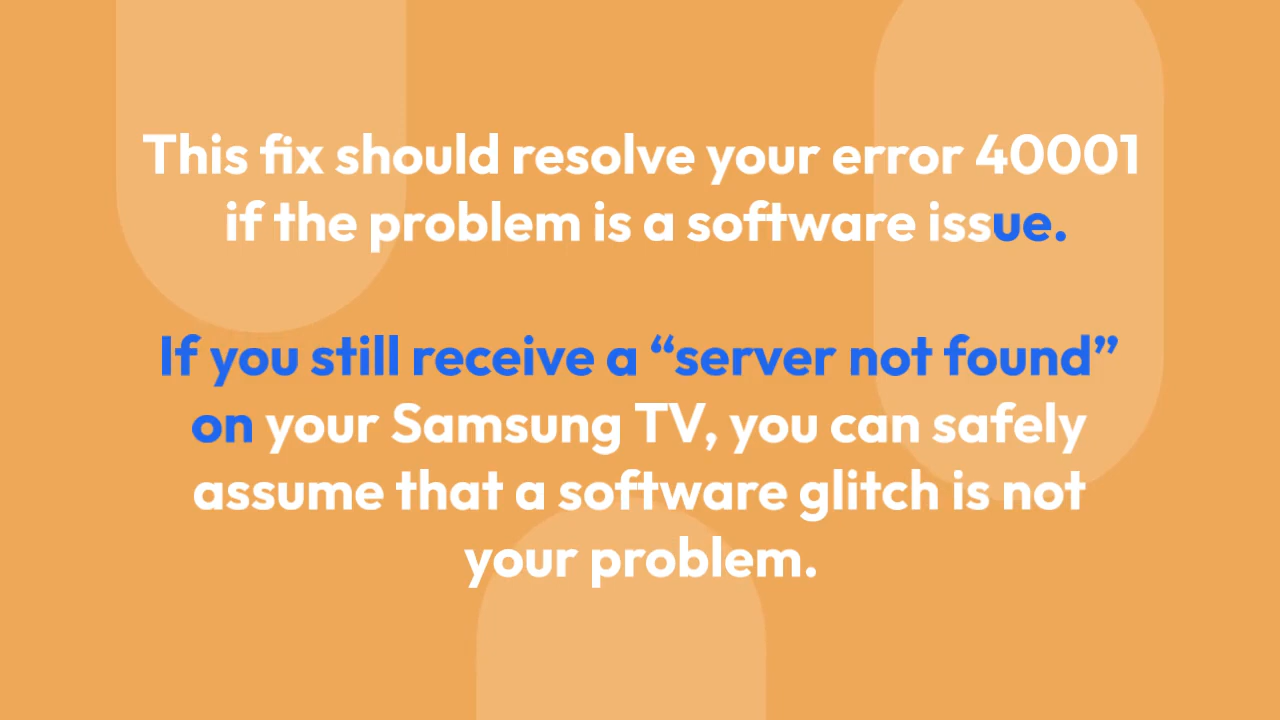 This fix should resolve your error 40001
if the problem is a software issue.
If you still receive a “server not found”
on your Samsung TV, you can safely
assume that a software glitch is not
your problem.